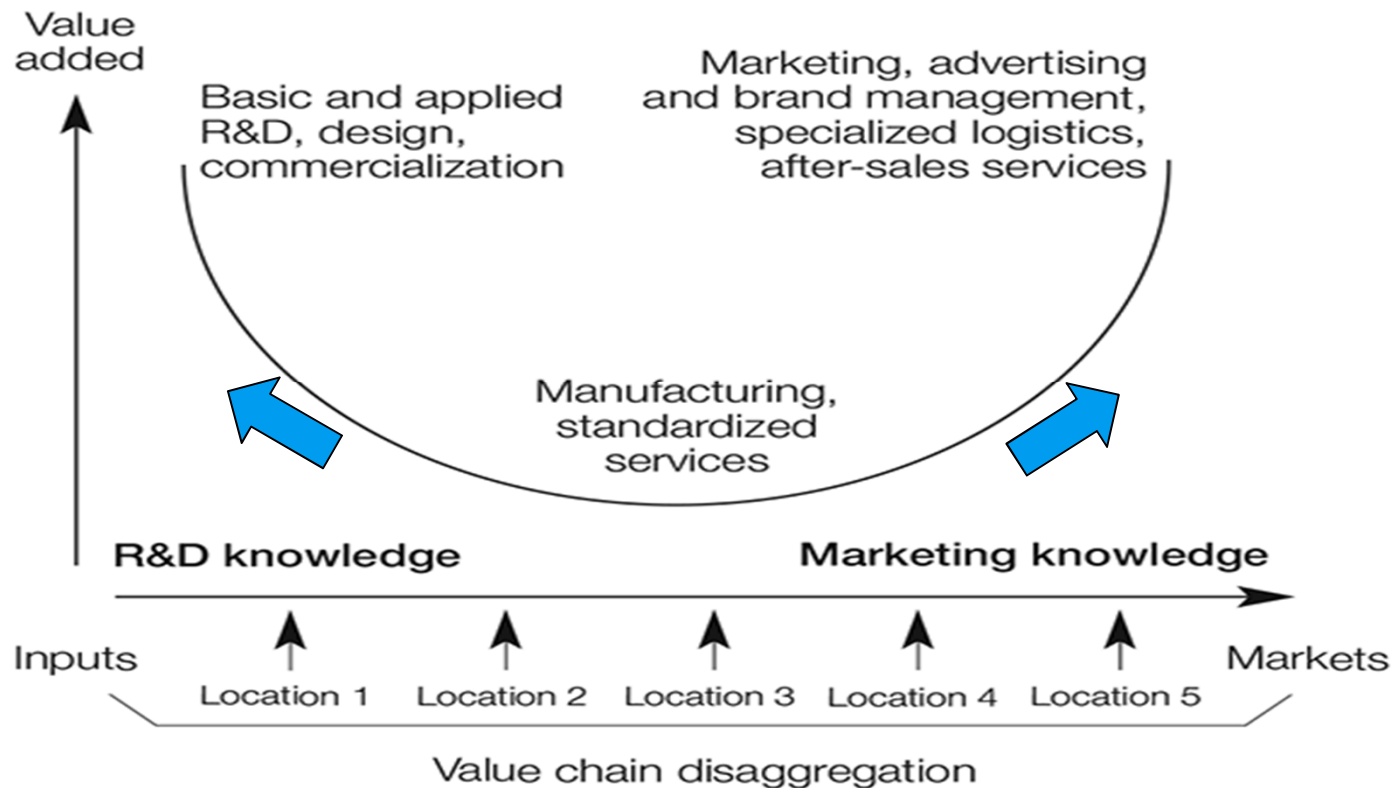 Value
added
Basic and applied
R&D, design,
commercialization
Marketing, advertising
and brand management,
specialized logistics,
after-sales services
Manufacturing,
standardized
services
R&D knowledge
Marketing knowledge
Inputs
Location 1
Location 2
Location 3
Location 4
Location 5
Markets
Value chain disaggregation